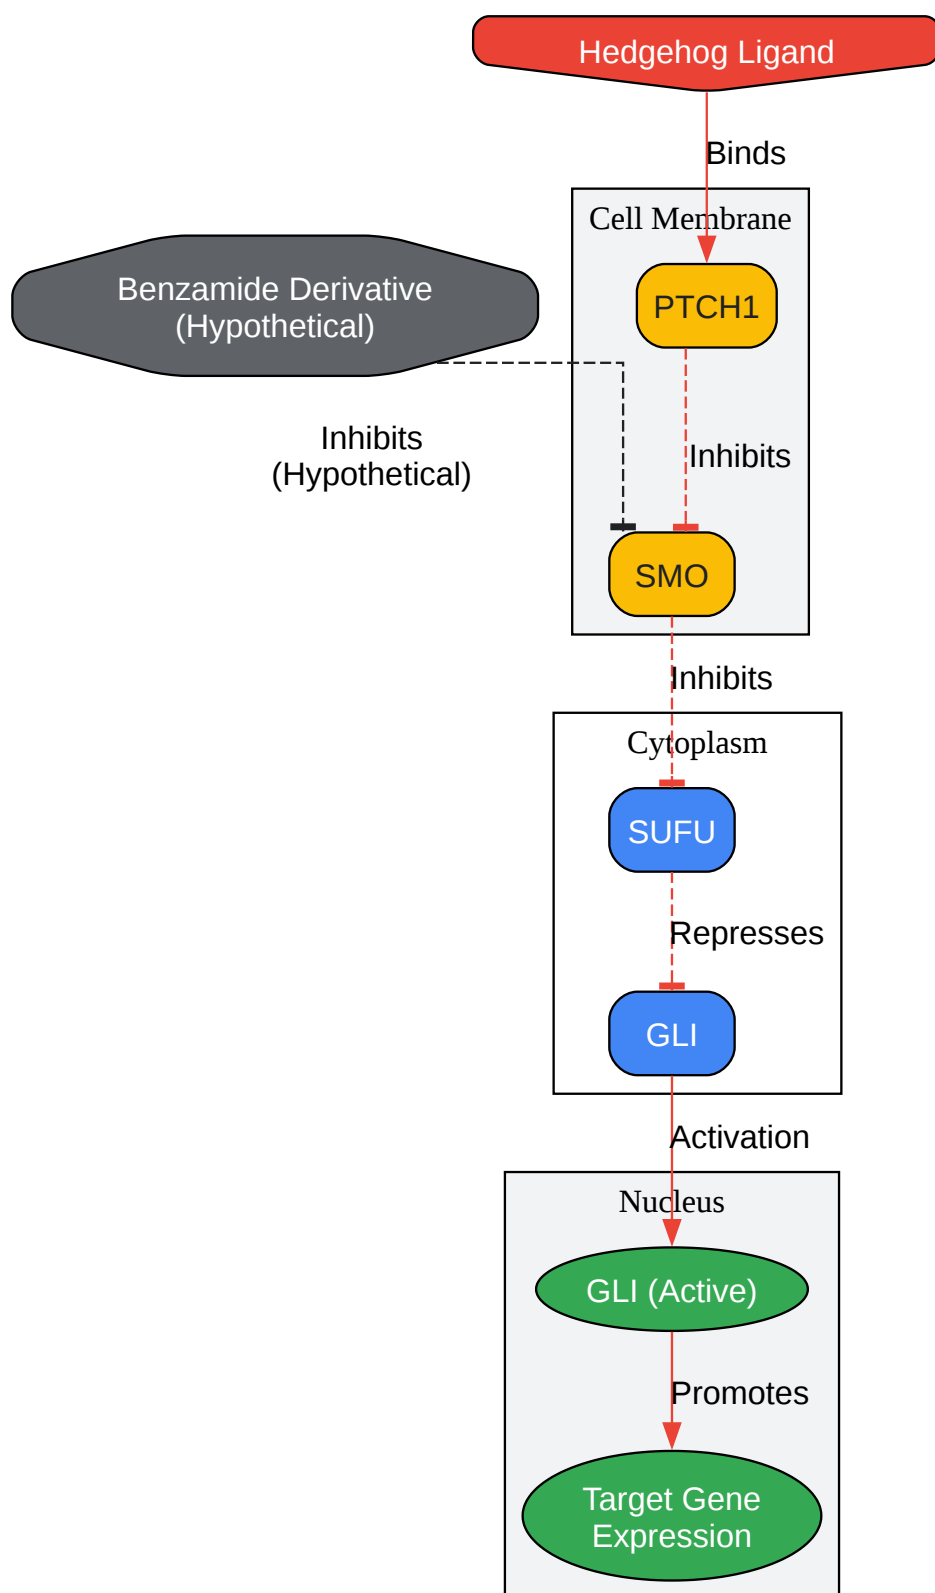 Hedgehog Ligand
Binds
Cell Membrane
Benzamide Derivative
(Hypothetical)
PTCH1
Inhibits
(Hypothetical)
Inhibits
SMO
Inhibits
Cytoplasm
SUFU
Represses
GLI
Activation
Nucleus
GLI (Active)
Promotes
Target Gene
Expression